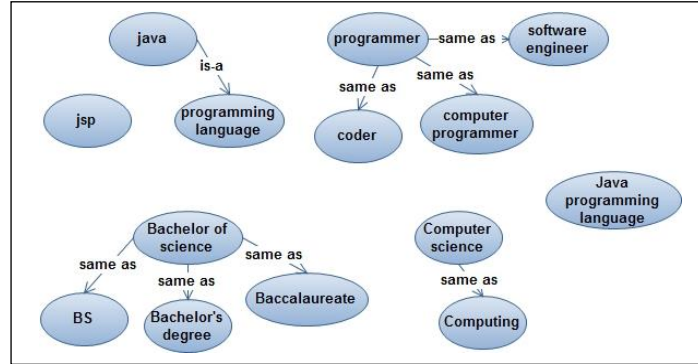 java
programmer
same as
software
engineer
is-a
same as
same as
jsp
programming
language
coder
computer
programmer
Java
programming
language
Bachelor of
science
Computer
science
same as
same as
same as
same as
BS
Bachelor's
degree
Baccalaureate
Computing